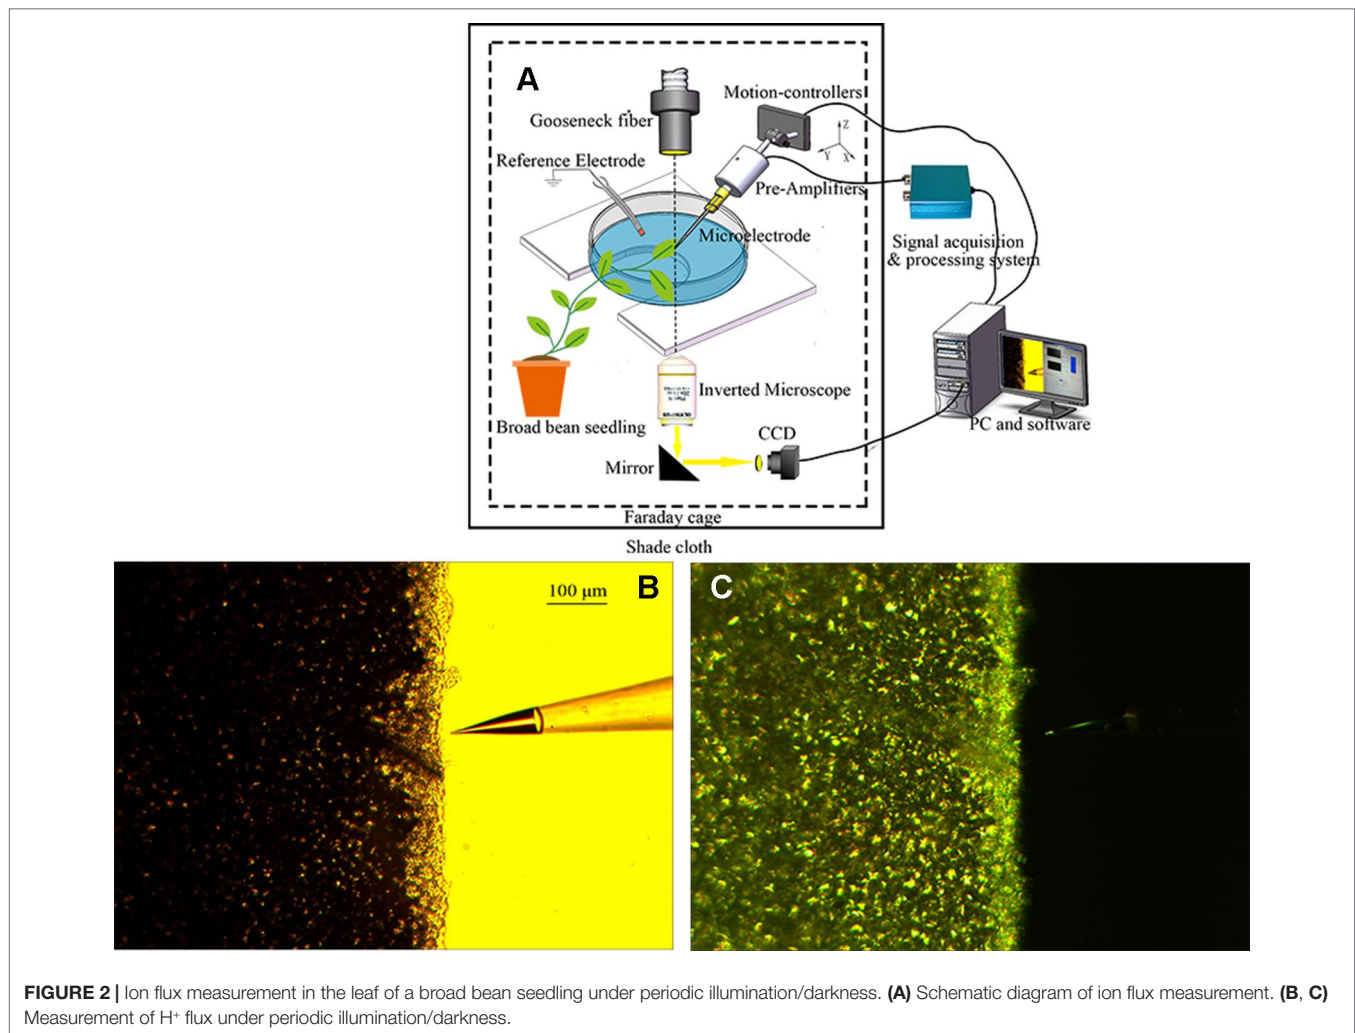 A
Motion-controllers
Gooseneck fiber
Z
Y X
Reference Electrode
Pre-Amplifiers
Microelectrode
Signal acquisition
& processing system
Inverted Microscope
OLYMPUS
Broad bean seedling
CCD
PC and software
Mirror
Faraday cage
Shade cloth
100 μm
B
C
FIGURE 2 | Ion flux measurement in the leaf of a broad bean seedling under periodic illumination/darkness. (A) Schematic diagram of ion flux measurement. (B, C)
Measurement of H⁺ flux under periodic illumination/darkness.